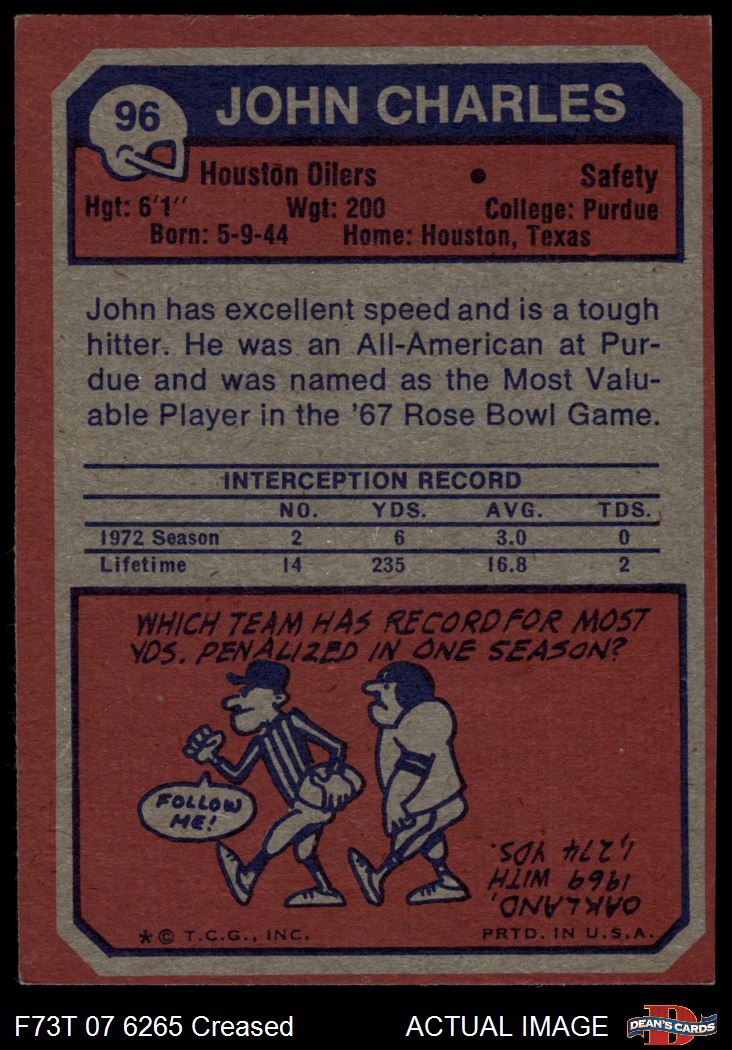 96 JOHN CHARLES
Houston Oilers • Safety
Hgt: 6'1" Wgt: 200 College: Purdue
Born: 5-9-44 Home: Houston, Texas
John has excellent speed and is a tough
hitter. He was an All-American at Pur-
due and was named as the Most Valu-
able Player in the '67 Rose Bowl Game.
INTERCEPTION RECORD
NO. YDS. AVG. TDS.
1972 Season 2 6 3.0 0
Lifetime 14 235 16.8 2
WHICH TEAM HAS RECORD FOR MOST
YDS. PENALIZED IN ONE SEASON?
FOLLOW
ME!
OAKLAND,
1969 WITH
1,274 YDS.
* © T.C.G., INC. PRTD. IN U.S.A.
F73T 07 6265 Creased ACTUAL IMAGE
D
DEAN'S CARDS